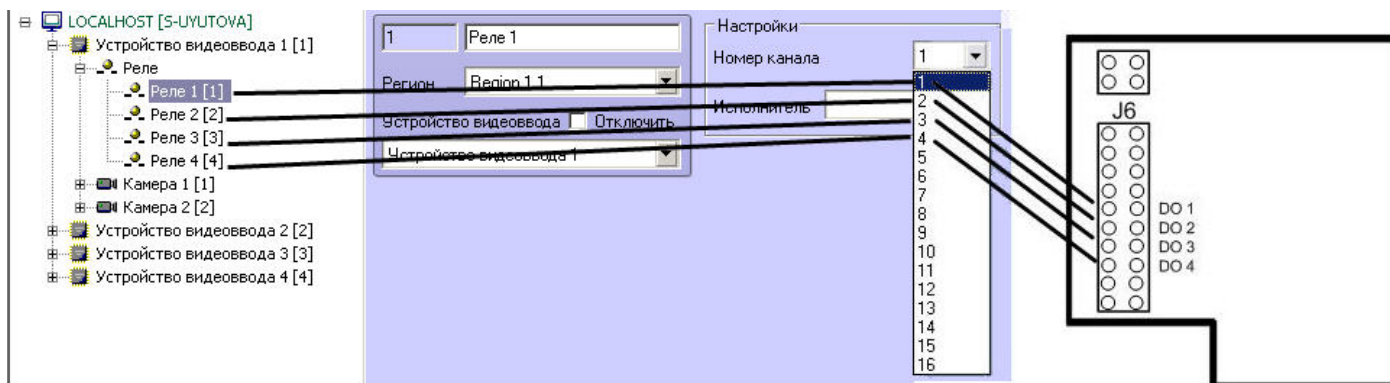 LOCALHOST [S-UYUTOVA]
Устройство видеоввода 1 [1]
Реле
Реле 1 [1]
Реле 2 [2]
Реле 3 [3]
Реле 4 [4]
Камера 1 [1]
Камера 2 [2]
Устройство видеоввода 2 [2]
Устройство видеоввода 3 [3]
Устройство видеоввода 4 [4]
1
Реле 1
Регион
Region 1.1
Устройство видеоввода
Отключить
Устройство видеоввода 1
Настройки
Номер канала
1
Исполнитель
1
2
3
4
5
6
7
8
9
10
11
12
13
14
15
16
J6
DO 1
DO 2
DO 3
DO 4